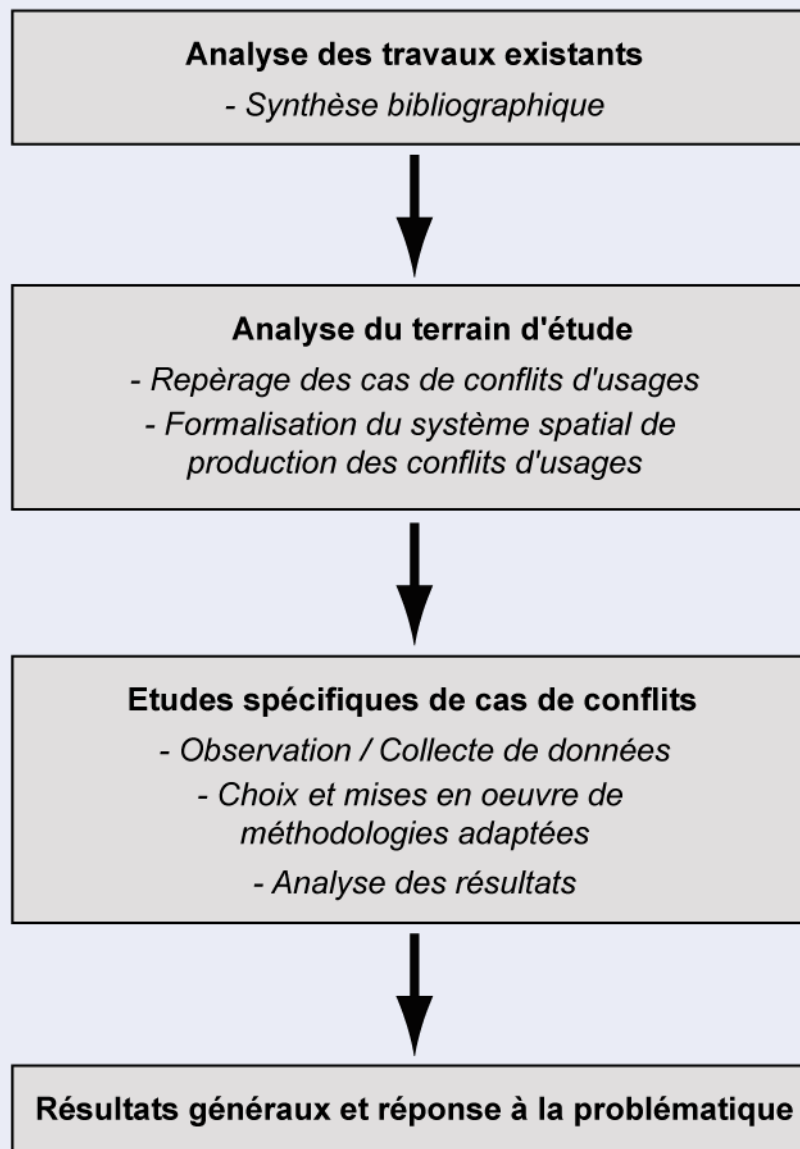 Analyse des travaux existants
- Synthèse bibliographique
Analyse du terrain d'étude
- Repèrage des cas de conflits d'usages
- Formalisation du système spatial de
production des conflits d'usages
Etudes spécifiques de cas de conflits
- Observation / Collecte de données
- Choix et mises en oeuvre de
méthodologies adaptées
- Analyse des résultats
Résultats généraux et réponse à la problématique